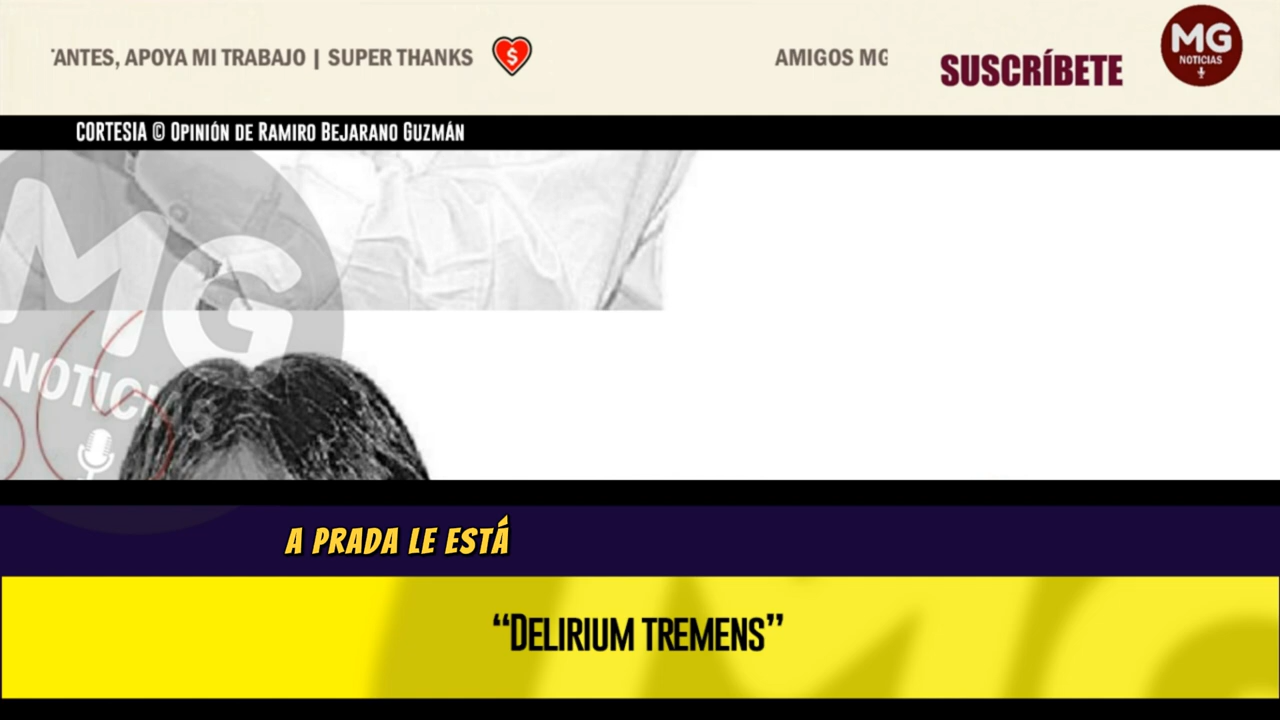 ANTES, APOYA MI TRABAJO | SUPER THANKS $ AMIGOS MG
SUSCRÍBETE
MG
NOTICIAS
CORTESIA © OPINIÓN DE RAMIRO BEJARANO GUZMÁN
MG
NOTICI
A PRADA LE ESTÁ
“DELIRIUM TREMENS”